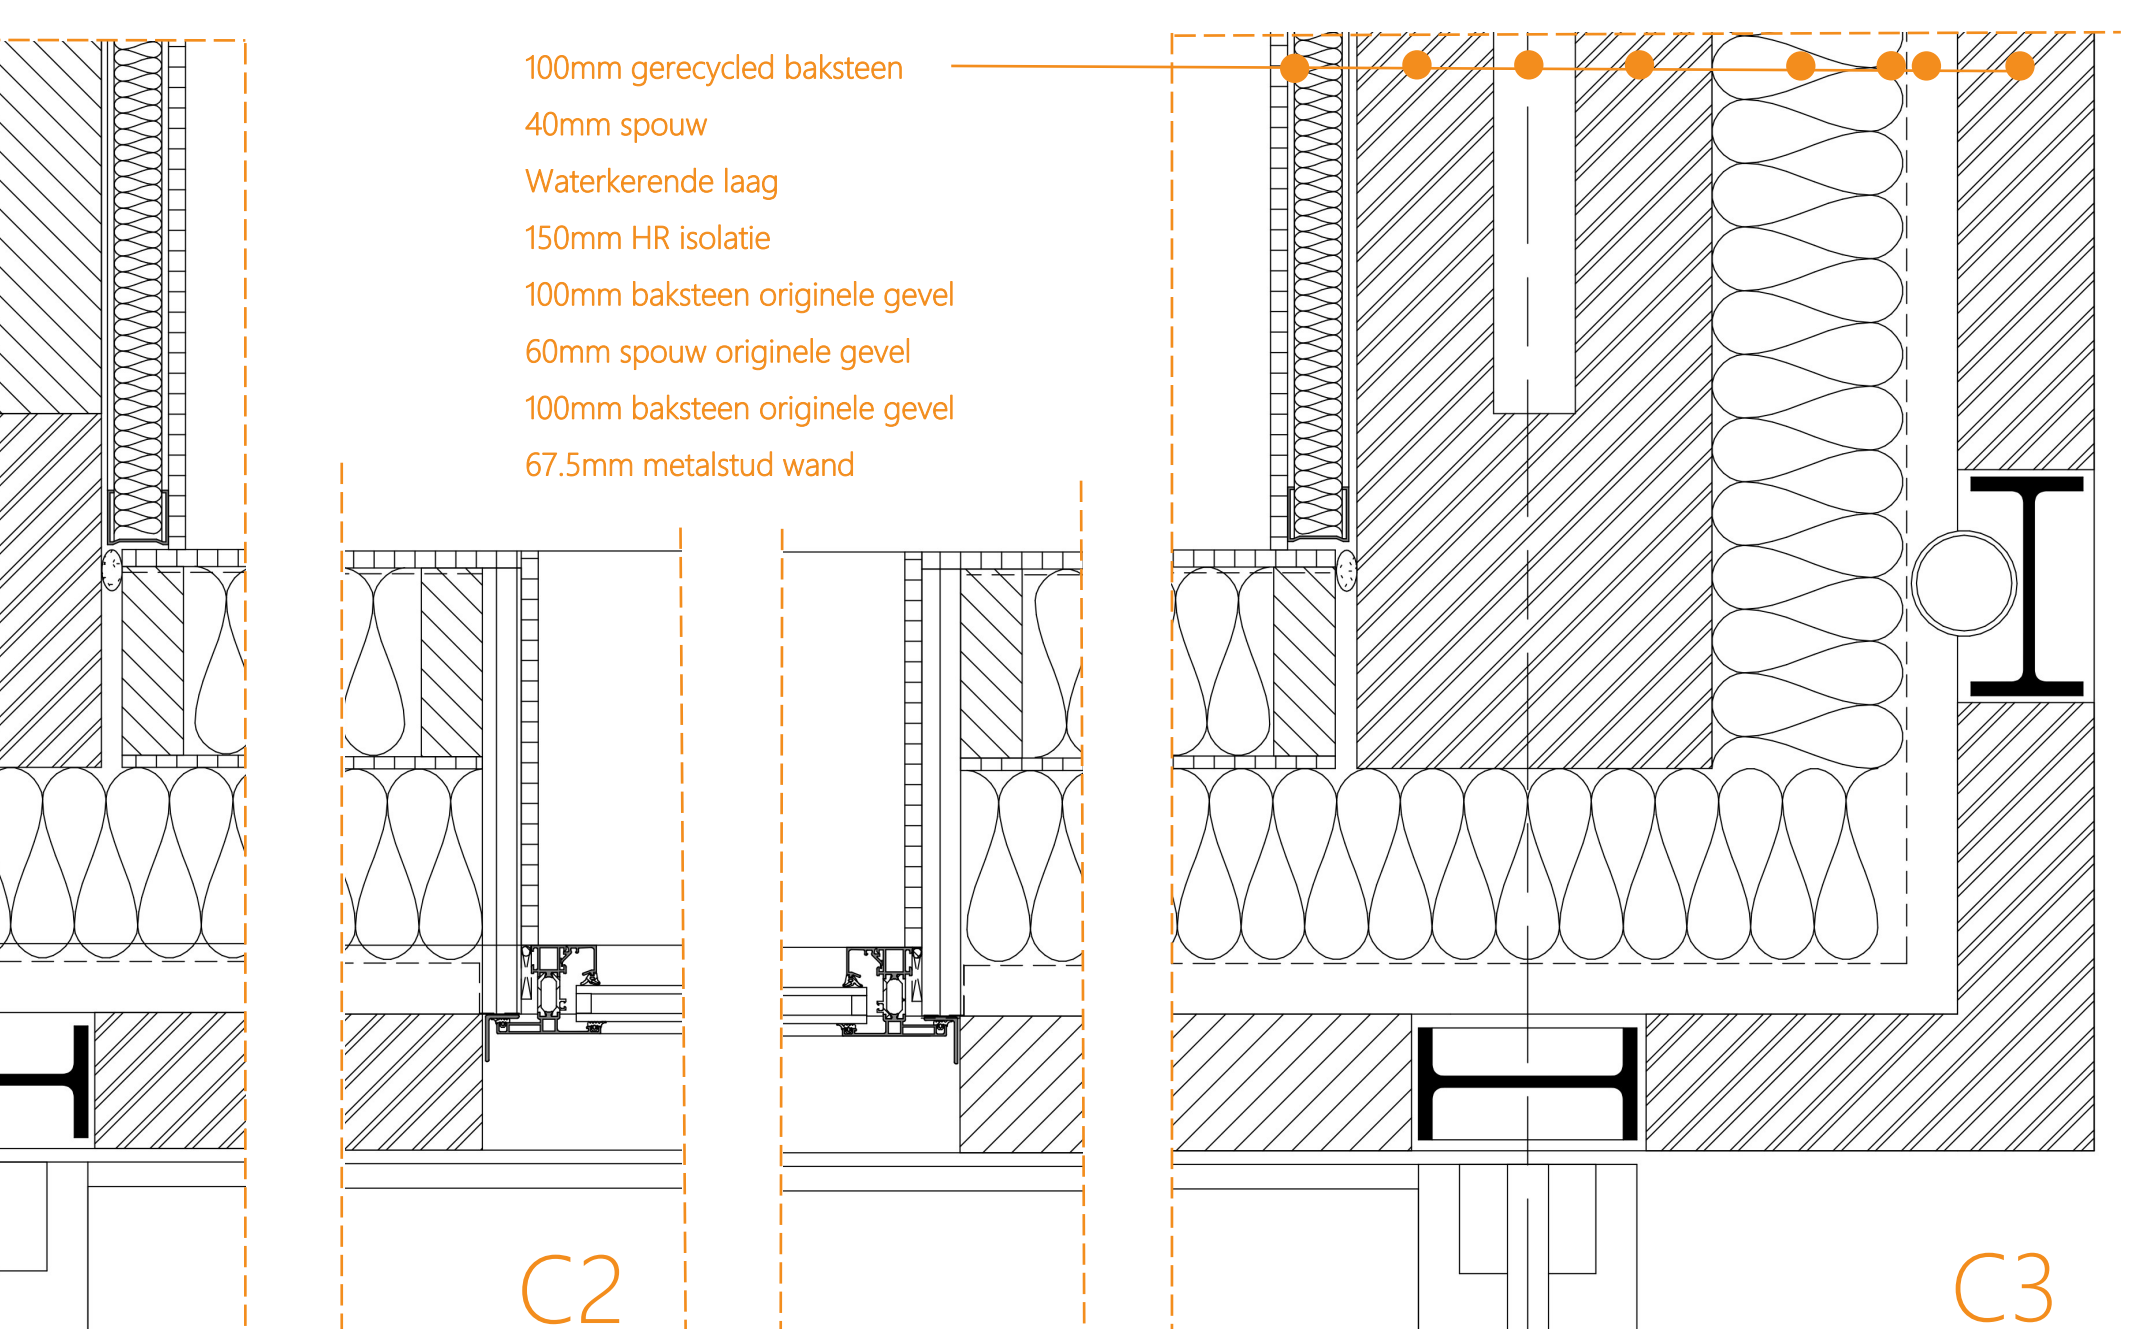 100mm gerecycled baksteen
40mm spouw
Waterkerende laag
150mm HR isolatie
100mm baksteen originele gevel
60mm spouw originele gevel
100mm baksteen originele gevel
67.5mm metalstud wand
C2
C3